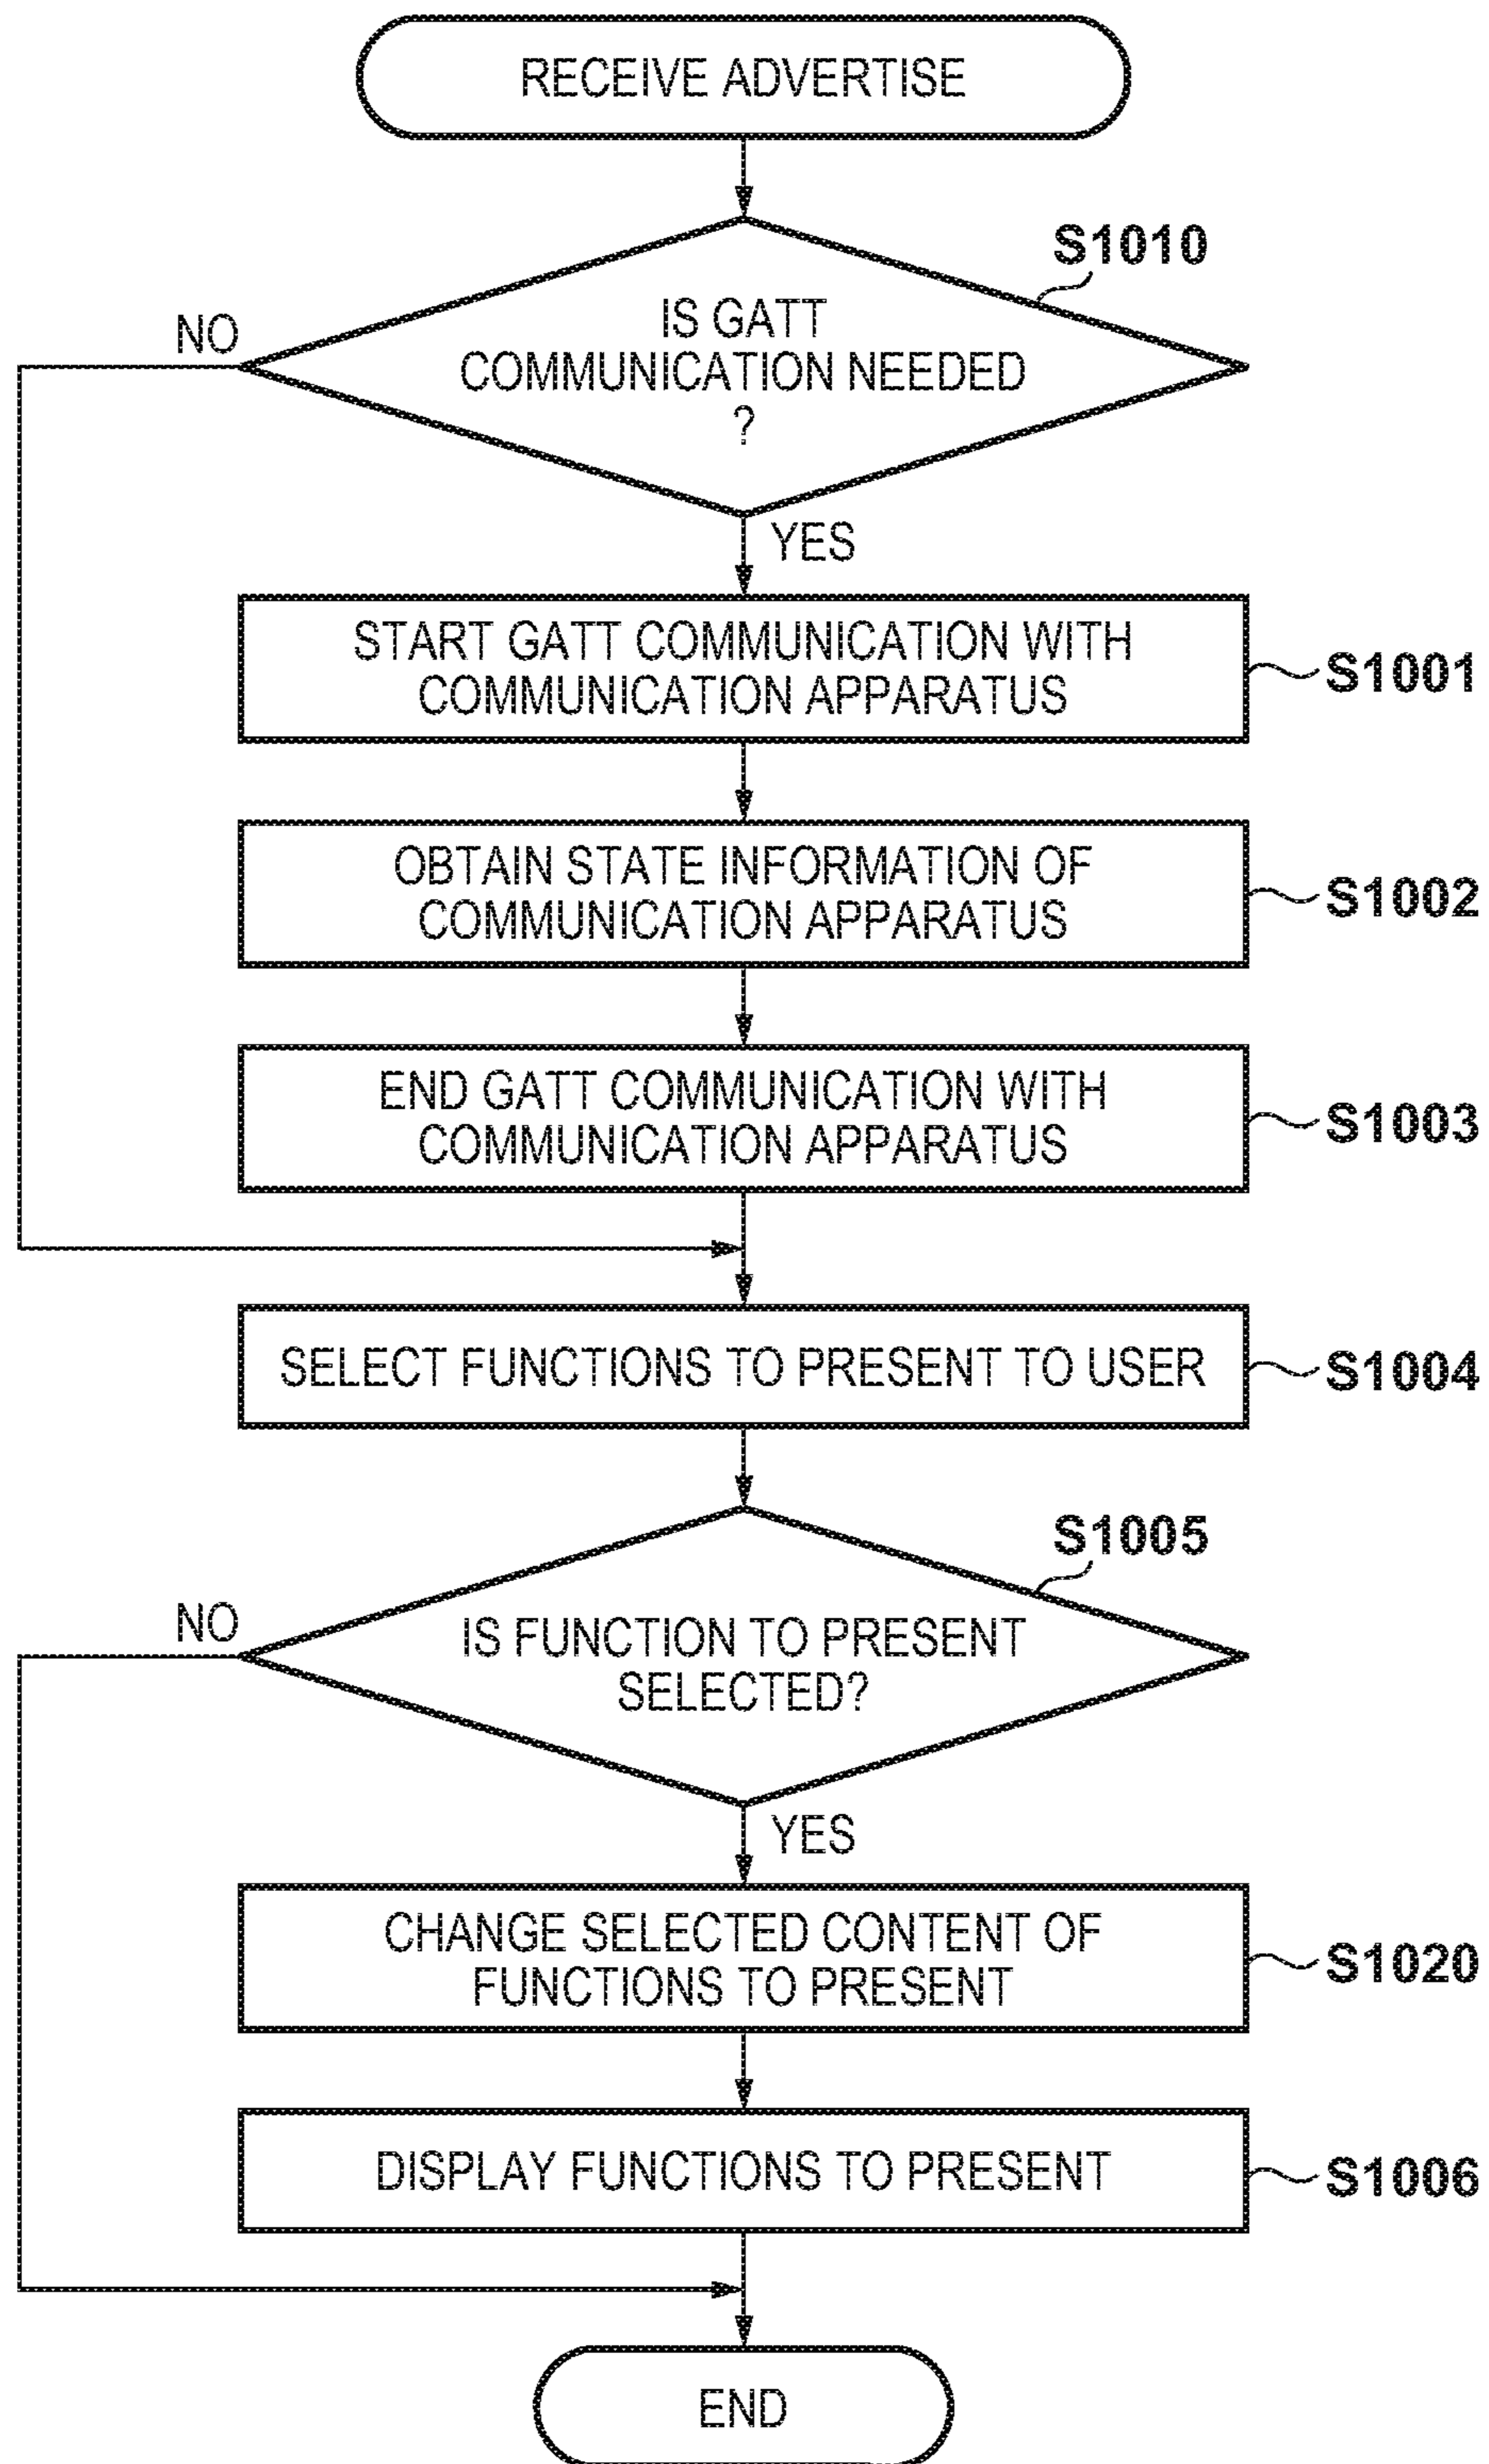 RECEIVE ADVERTISE
S1010
IS GATT
COMMUNICATION NEEDED
?
NO
YES
START GATT COMMUNICATION WITH
COMMUNICATION APPARATUS
S1001
OBTAIN STATE INFORMATION OF
COMMUNICATION APPARATUS
S1002
END GATT COMMUNICATION WITH
COMMUNICATION APPARATUS
S1003
SELECT FUNCTIONS TO PRESENT TO USER
S1004
S1005
IS FUNCTION TO PRESENT
SELECTED?
NO
YES
CHANGE SELECTED CONTENT OF
FUNCTIONS TO PRESENT
S1020
DISPLAY FUNCTIONS TO PRESENT
S1006
END